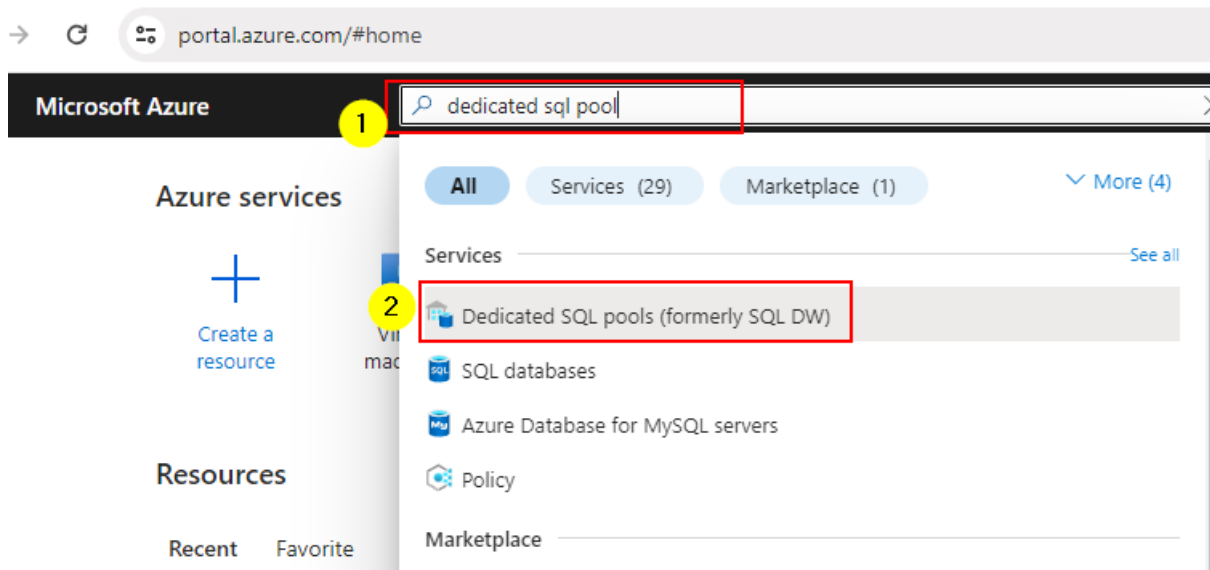 portal.azure.com/#home
Microsoft Azure
1
dedicated sql pool
All
Services (29)
Marketplace (1)
More (4)
Azure services
Services
See all
2
Dedicated SQL pools (formerly SQL DW)
Create a
resource
SQL databases
Azure Database for MySQL servers
Policy
Resources
Recent
Favorite
Marketplace